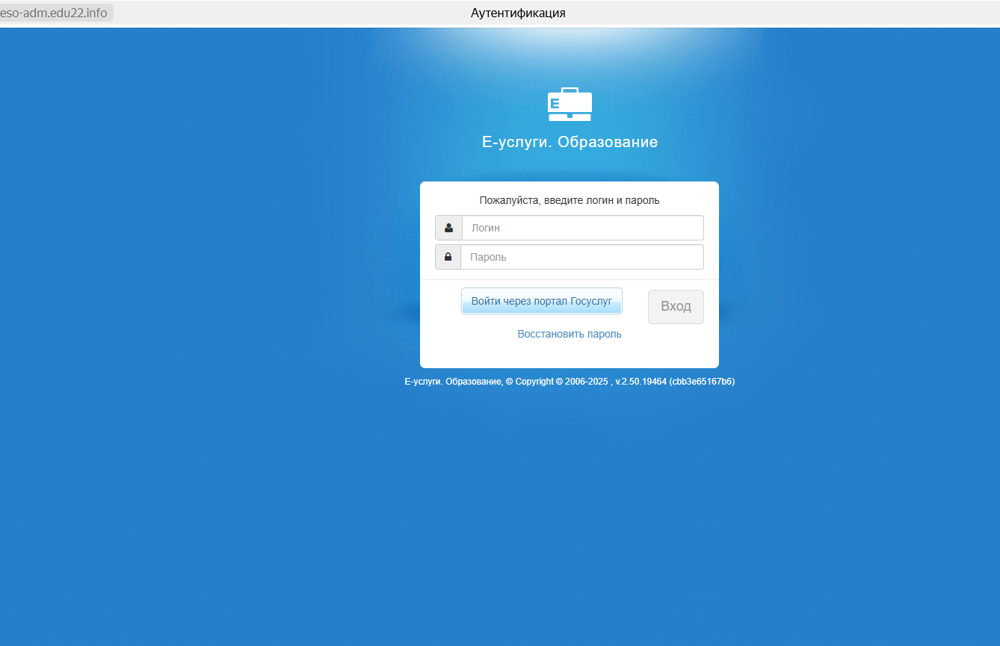 eso-adm.edu22.info
Аутентификация
E
Е-услуги. Образование
Пожалуйста, введите логин и пароль
Логин
Пароль
Войти через портал Госуслуг
Вход
Восстановить пароль
Е-услуги. Образование, © Copyright © 2006-2025 , v.2.50.19464 (cbb3e65167b6)